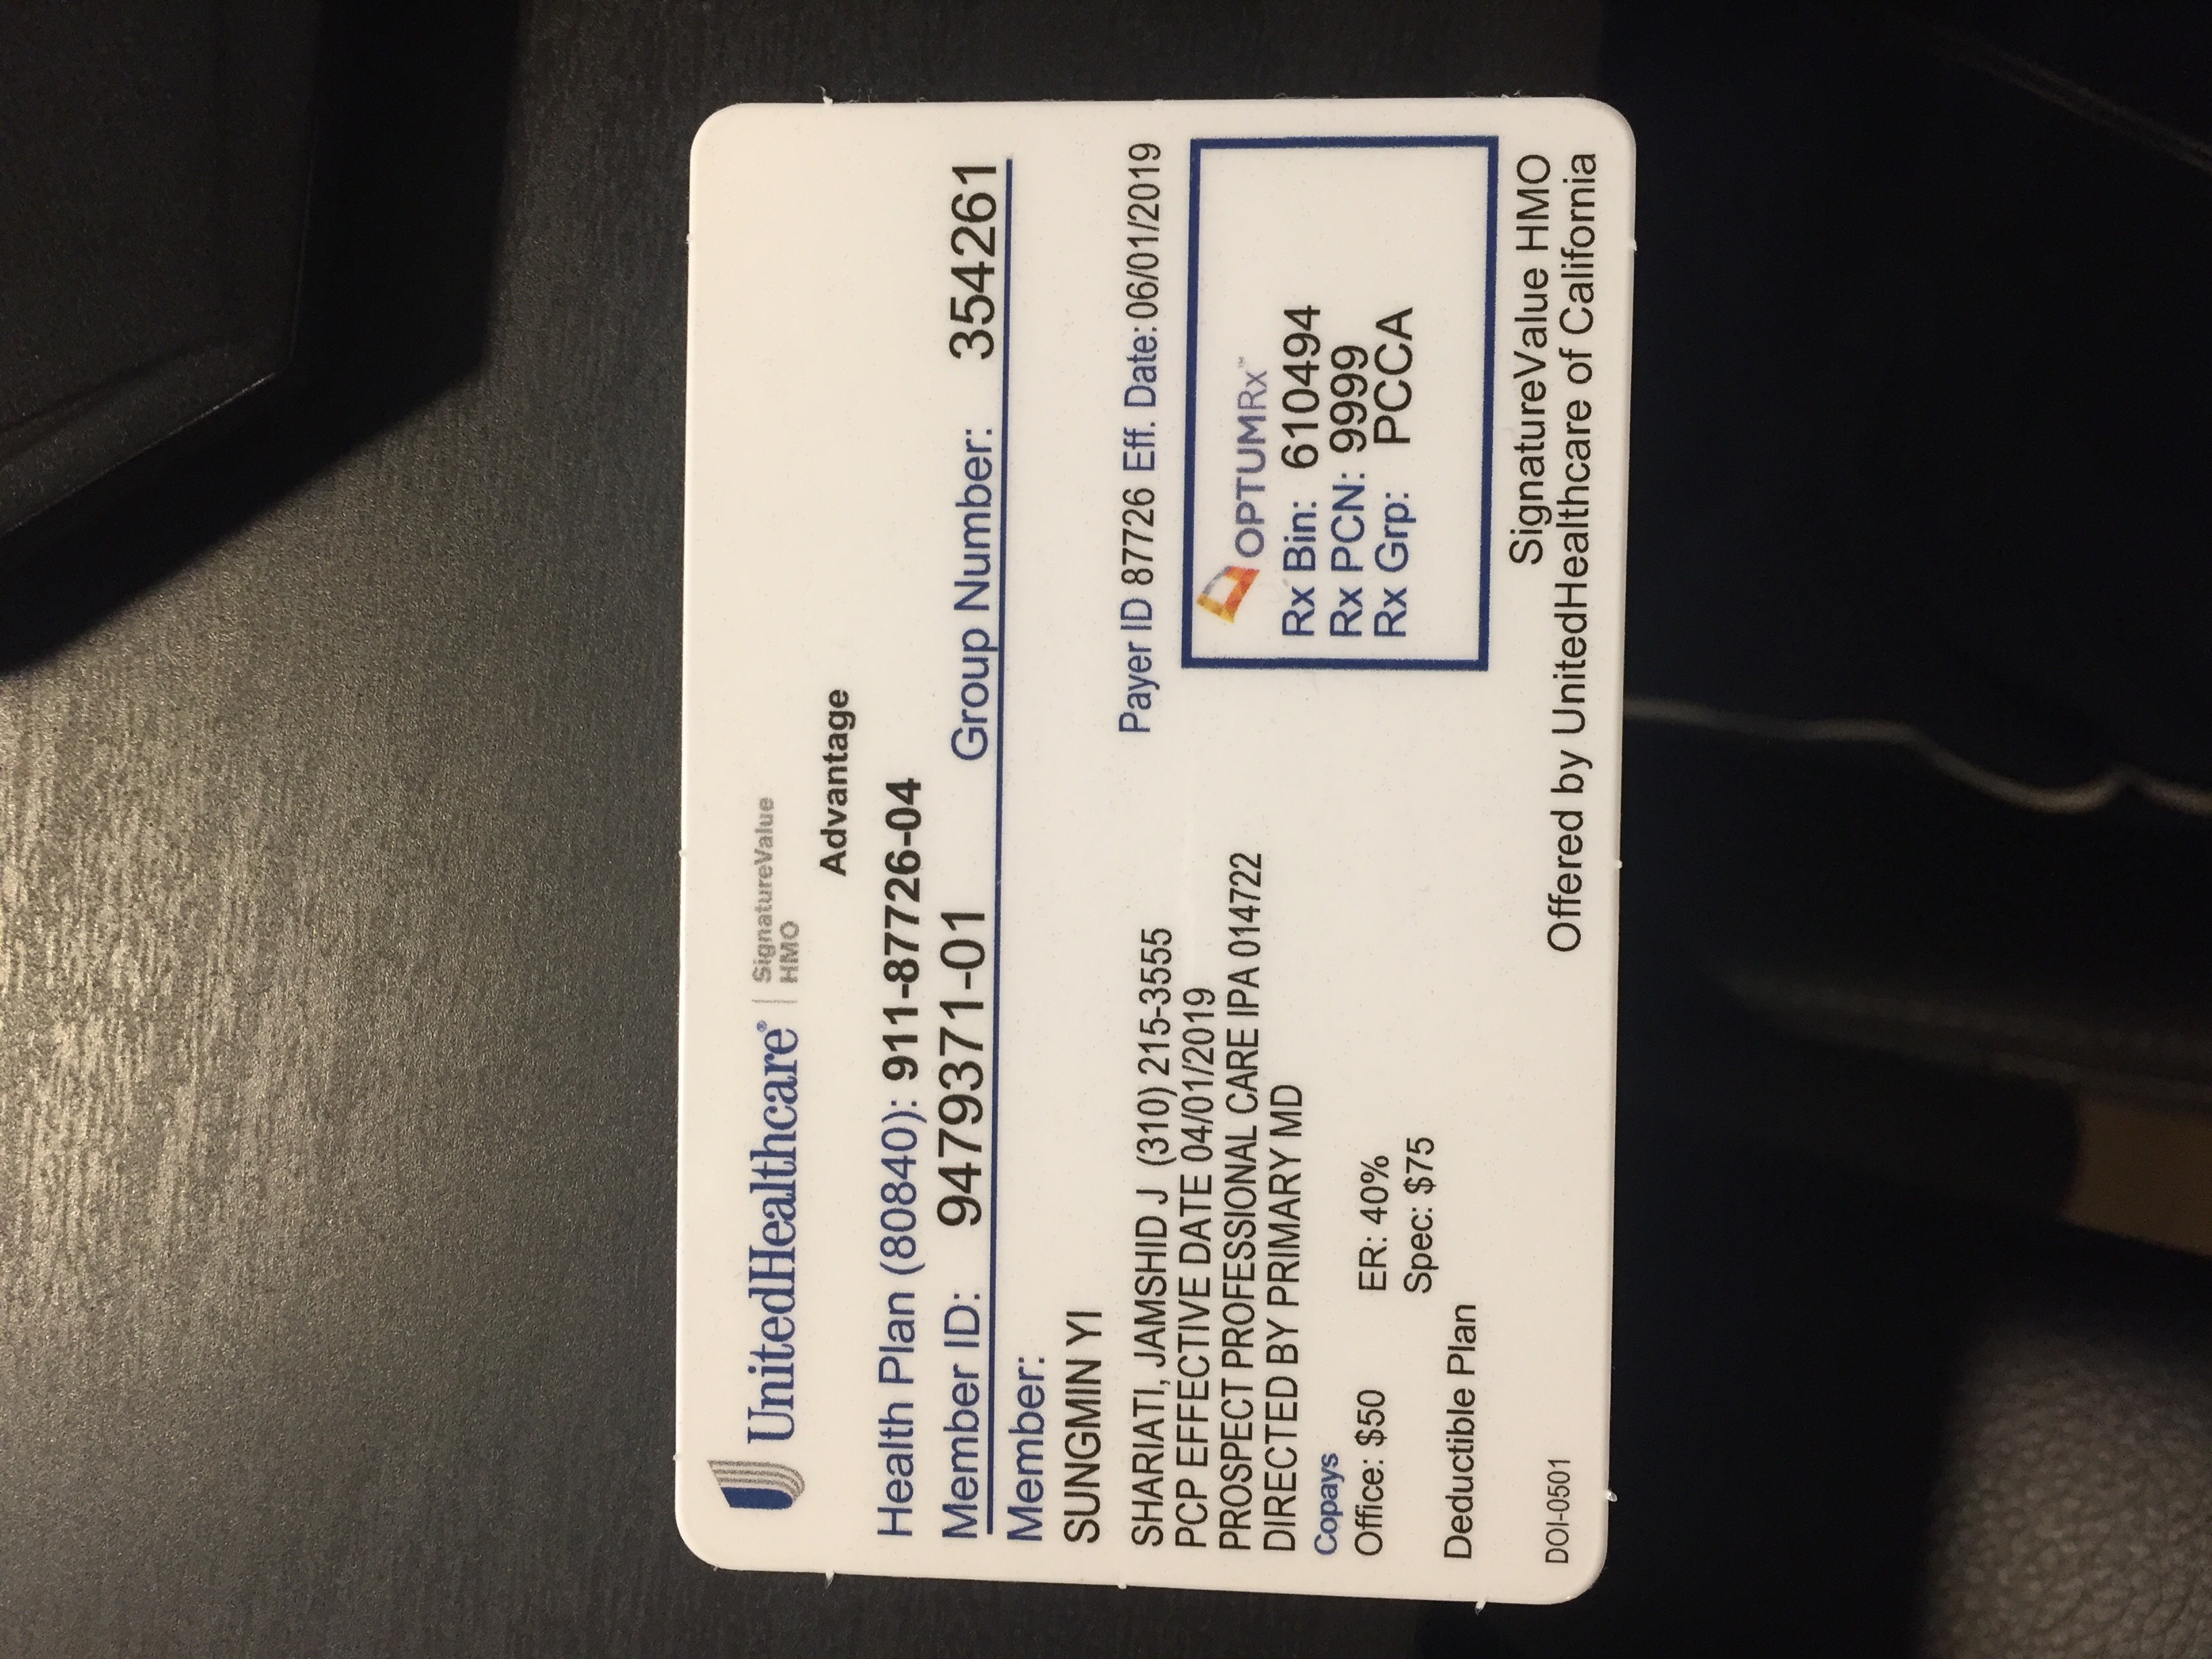 UnitedHealthcare® | SignatureValue
HMO
Advantage
Health Plan (80840): 911-87726-04
Member ID: 9479371-01 Group Number: 354261
Member:
SUNGMIN YI
SHARIATI, JAMSHID J (310) 215-3555
PCP EFFECTIVE DATE 04/01/2019
PROSPECT PROFESSIONAL CARE IPA 014722
DIRECTED BY PRIMARY MD
Copays
Office: $50 ER: 40%
Spec: $75
Deductible Plan
DOI-0501
Payer ID 87726 Eff. Date: 06/01/2019
OPTUMRx™
Rx Bin: 610494
Rx PCN: 9999
Rx Grp: PCCA
SignatureValue HMO
Offered by UnitedHealthcare of California